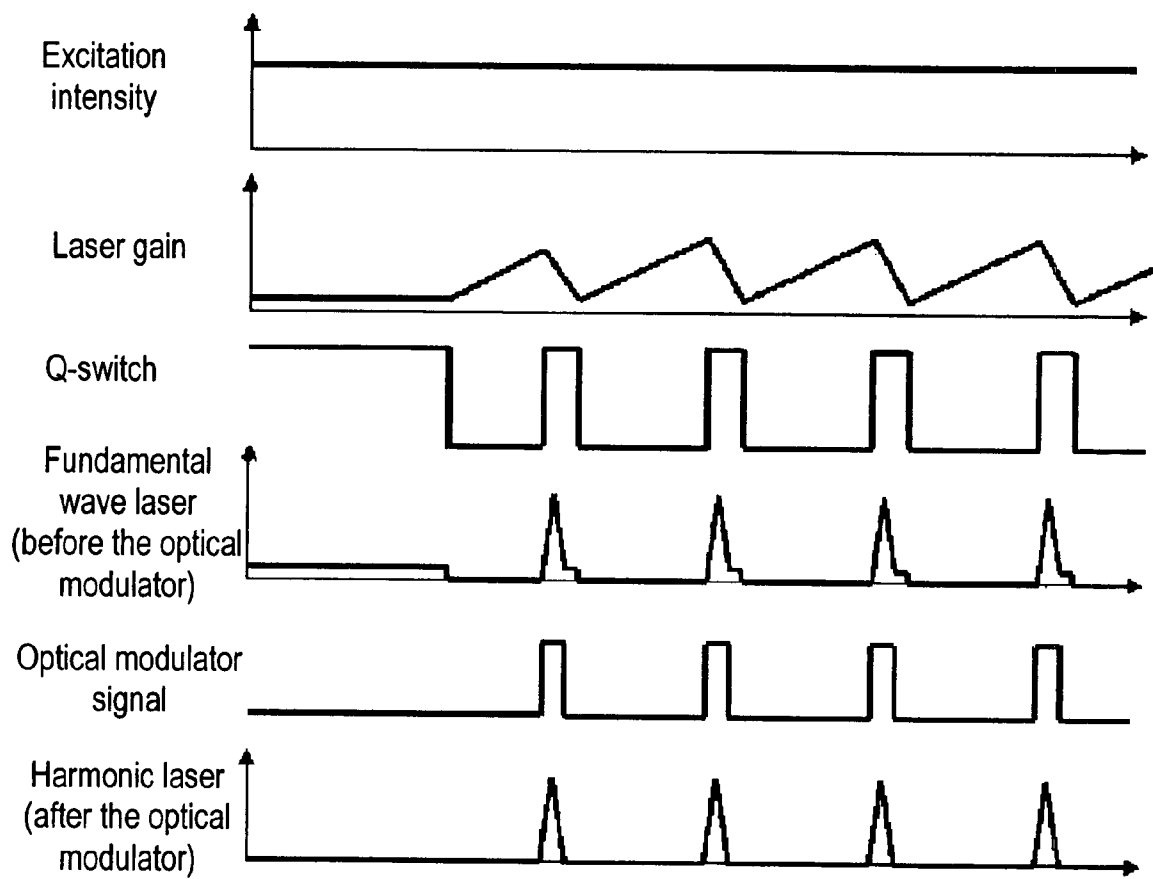 Excitation
intensity
Laser gain
Q-switch
Fundamental
wave laser
(before the optical
modulator)
Optical modulator
signal
Harmonic laser
(after the optical
modulator)